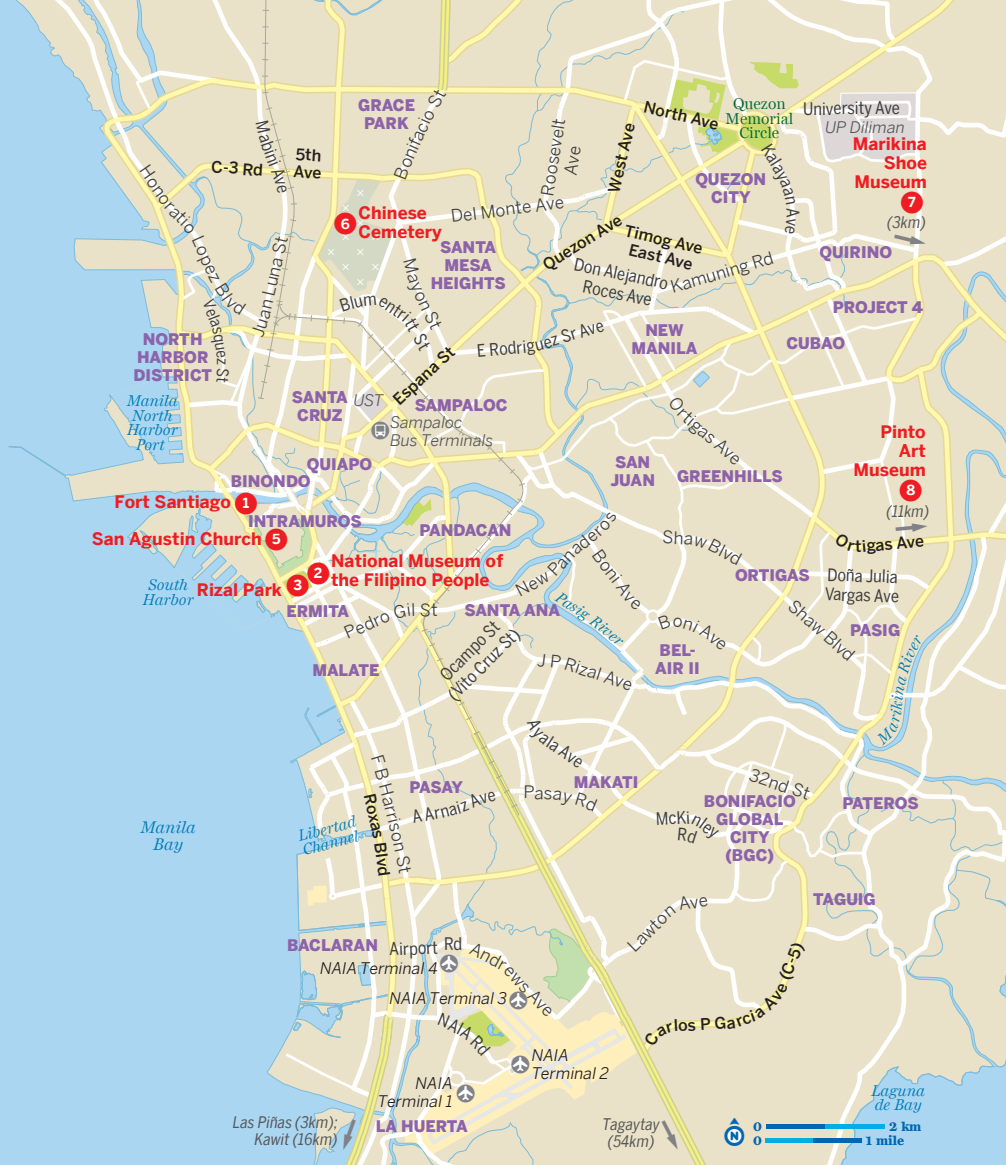 GRACE
PARK
Bonifacio St
Mabini Ave
5th
Ave
C-3 Rd
Honoratio Lopez Blvd
Roosevelt
Ave
West Ave
North Ave
Quezon
Memorial
Circle
University Ave
UP Diliman
Marikina
Shoe
Museum
7
(3km)
Kalayaan Ave
QUEZON
CITY
6
Chinese
Cemetery
Del Monte Ave
SANTA
MESA
HEIGHTS
Quezon Ave
Timog Ave
East Ave
Don Alejandro
Roces Ave
Kamuning Rd
QUIRINO
Juan Luna St
Velasquez St
Mayon St
Blumentritt St
PROJECT 4
NORTH
HARBOR
DISTRICT
E Rodriguez Sr Ave
NEW
MANILA
CUBAO
Espana St
Manila
North
Harbor
Port
SANTA
CRUZ
UST
SAMPALOC
Sampaloc
Bus Terminals
Ortigas Ave
Pinto
Art
Museum
8
(11km)
QUIAPO
BINONDO
SAN
JUAN
GREENHILLS
Fort Santiago
1
INTRAMUROS
San Agustin Church
5
PANDACAN
New Panaderos
Shaw Blvd
Ortigas Ave
National Museum of
the Filipino People
2
Rizal Park
3
South
Harbor
ERMITA
Pedro Gil St
SANTA ANA
Boni Ave
Pasig River
ORTIGAS
Doña Julia
Vargas Ave
Boni Ave
Shaw Blvd
PASIG
MALATE
Ocampo St
(Vito Cruz St)
J P Rizal Ave
BEL-
AIR II
Marikina River
Ayala Ave
F B Harrison St
Roxas Blvd
PASAY
A Arnaiz Ave
Pasay Rd
MAKATI
32nd St
BONIFACIO
GLOBAL
CITY
(BGC)
McKinley
Rd
PATEROS
Manila
Bay
Libertad
Channel
TAGUIG
Lawton Ave
BACLARAN
Airport Rd
Andrews Ave
NAIA Terminal 4
NAIA Terminal 3
NAIA Rd
Carlos P Garcia Ave (C-5)
NAIA
Terminal 2
NAIA
Terminal 1
LA HUERTA
Las Piñas (3km);
Kawit (16km)
Tagaytay
(54km)
Laguna
de Bay
N
0 2 km
0 1 mile